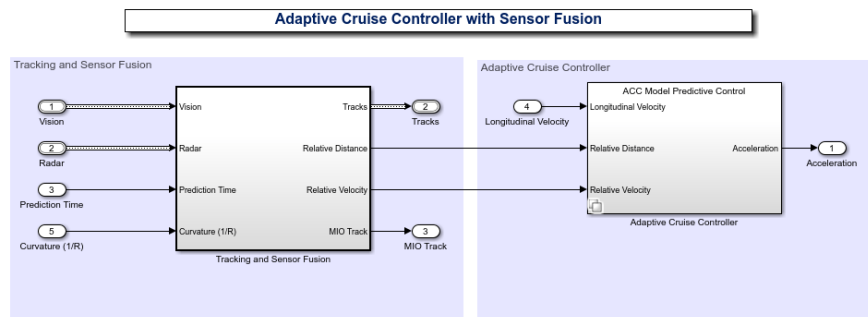 Adaptive Cruise Controller with Sensor Fusion
Tracking and Sensor Fusion
1
Vision
2
Radar
3
Prediction Time
5
Curvature (1/R)
Vision
Radar
Prediction Time
Curvature (1/R)
Tracks
Relative Distance
Relative Velocity
MIO Track
Tracking and Sensor Fusion
2
Tracks
3
MIO Track
Adaptive Cruise Controller
4
Longitudinal Velocity
ACC Model Predictive Control
Longitudinal Velocity
Relative Distance
Relative Velocity
Acceleration
Adaptive Cruise Controller
1
Acceleration